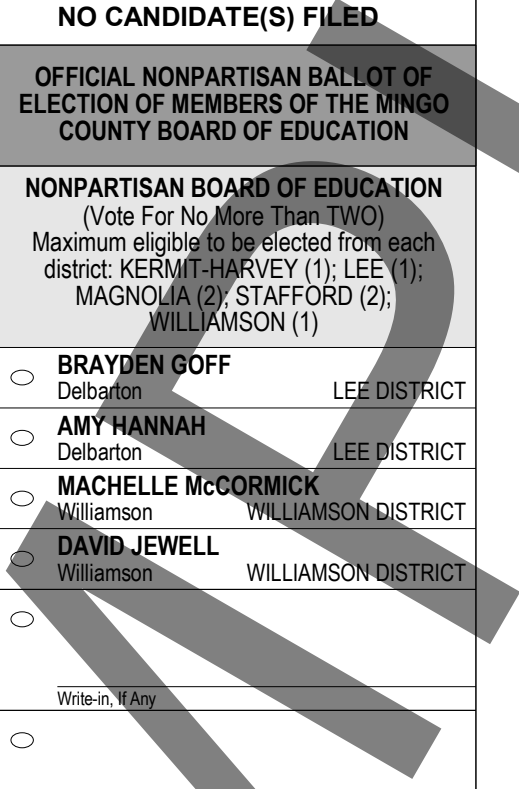 NO CANDIDATE(S) FILED
OFFICIAL NONPARTISAN BALLOT OF
ELECTION OF MEMBERS OF THE MINGO
COUNTY BOARD OF EDUCATION
NONPARTISAN BOARD OF EDUCATION
(Vote For No More Than TWO)
Maximum eligible to be elected from each
district: KERMIT-HARVEY (1); LEE (1);
MAGNOLIA (2); STAFFORD (2);
WILLIAMSON (1)
BRAYDEN GOFF
Delbarton LEE DISTRICT
AMY HANNAH
Delbarton LEE DISTRICT
MACHELLE McCORMICK
Williamson WILLIAMSON DISTRICT
DAVID JEWELL
Williamson WILLIAMSON DISTRICT
Write-in, If Any